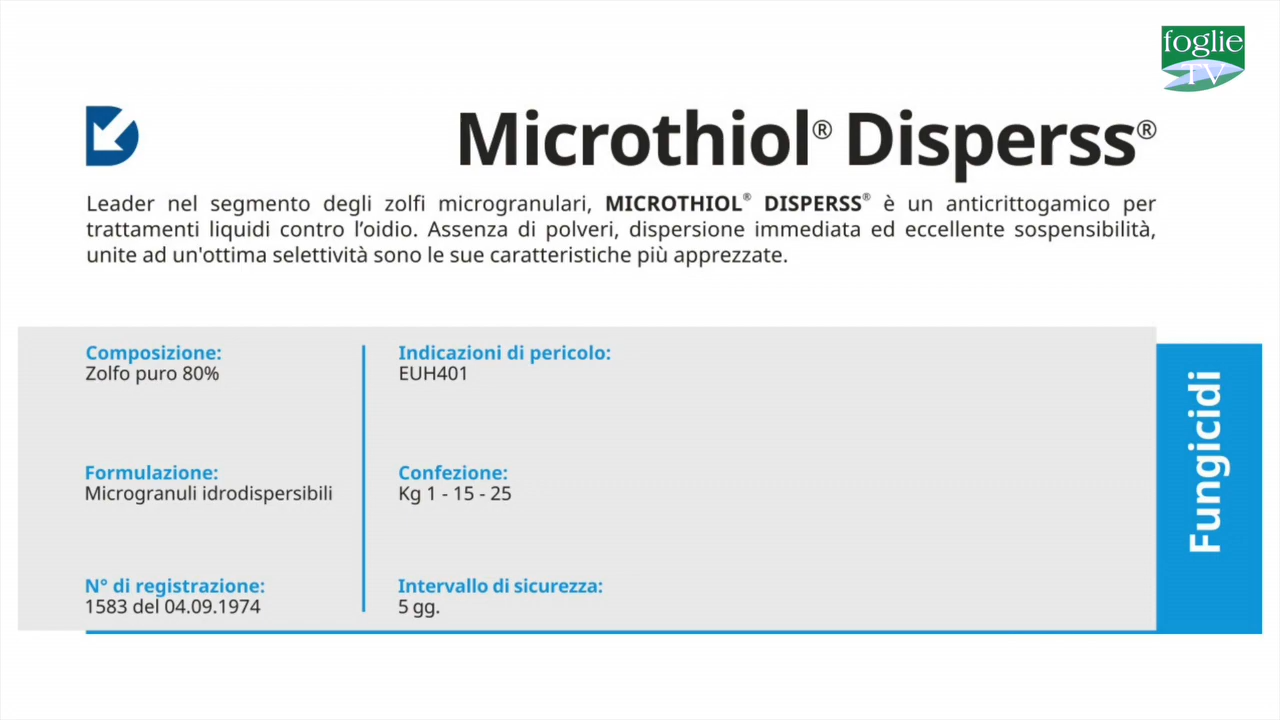 foglie
TV
Microthiol® Disperss®
Leader nel segmento degli zolfi microgranulari, MICROTHIOL® DISPERSS® è un anticrittogamico per
trattamenti liquidi contro l’oidio. Assenza di polveri, dispersione immediata ed eccellente sospensibilità,
unite ad un'ottima selettività sono le sue caratteristiche più apprezzate.
Composizione:
Zolfo puro 80%
Formulazione:
Microgranuli idrodispersibili
N° di registrazione:
1583 del 04.09.1974
Indicazioni di pericolo:
EUH401
Confezione:
Kg 1 - 15 - 25
Intervallo di sicurezza:
5 gg.
Fungicidi